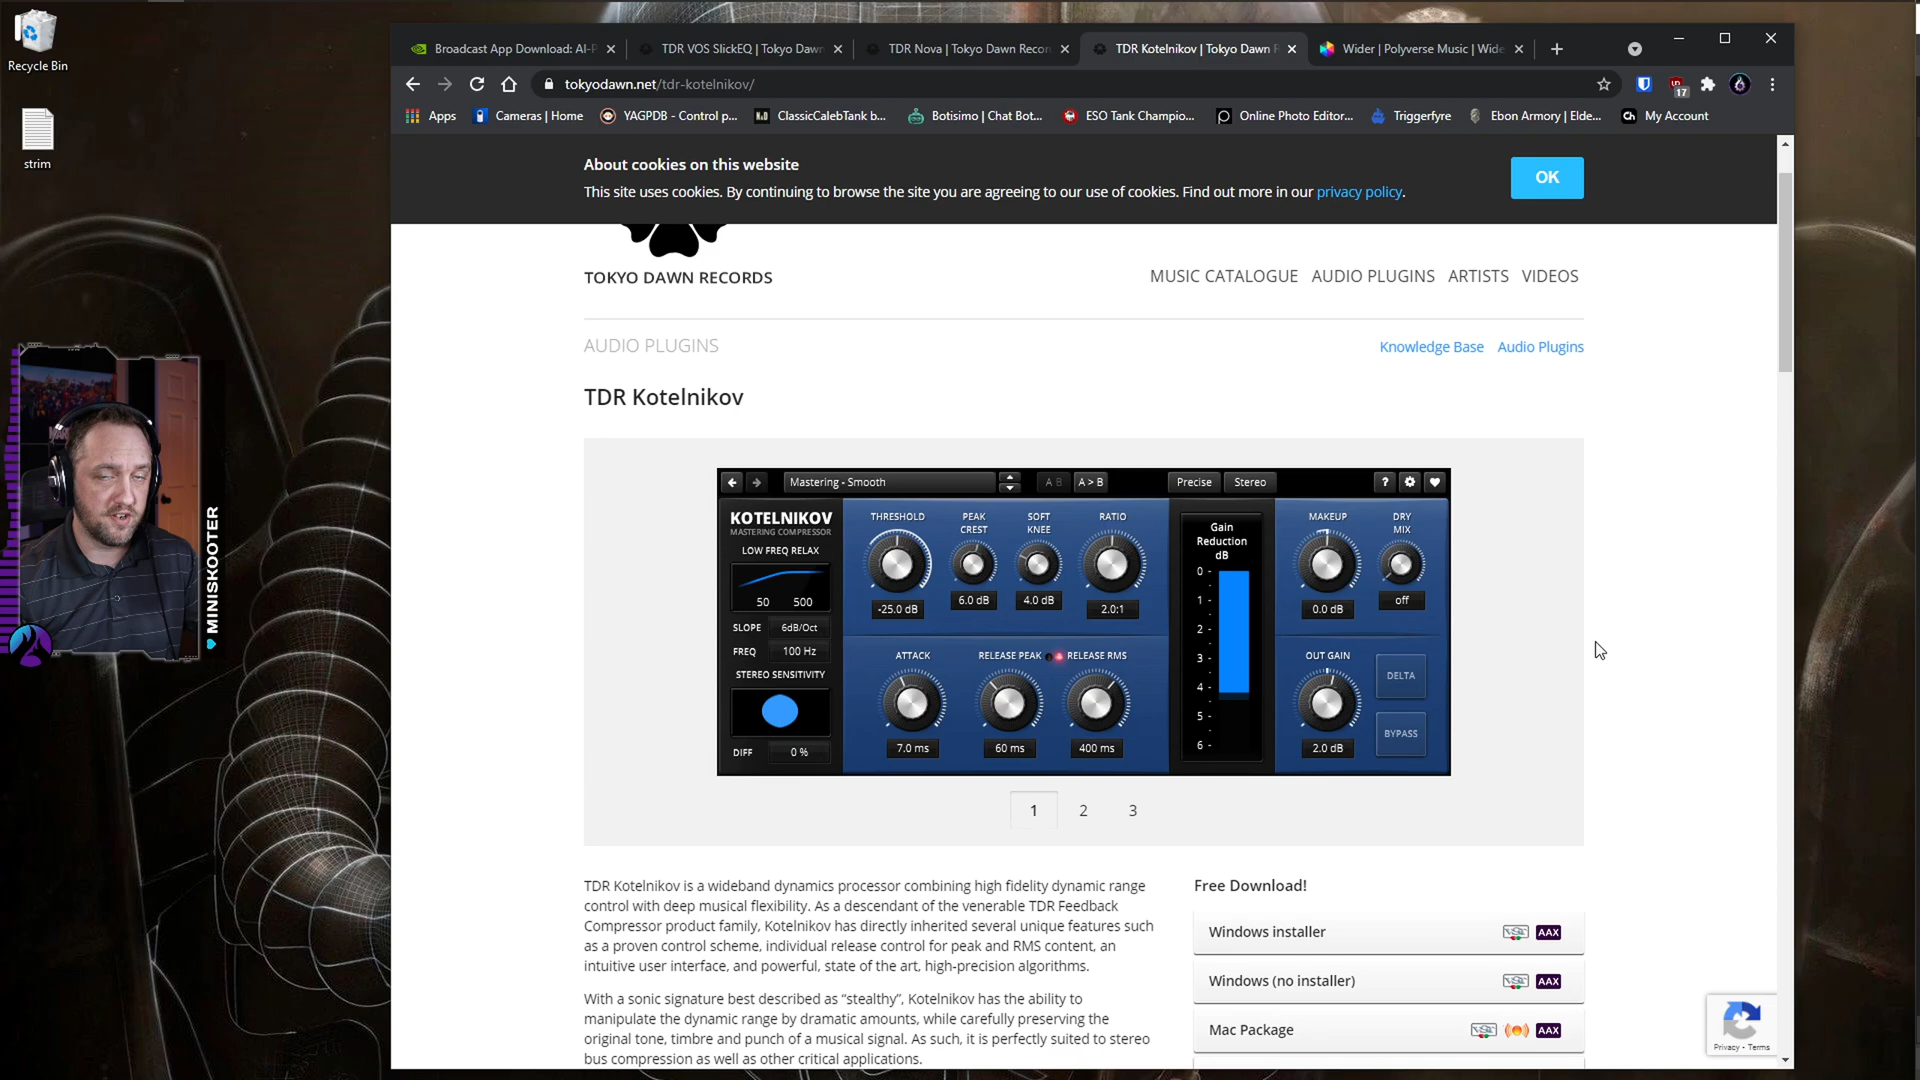 Recycle Bin
strim
MINISKOOTER
Broadcast App Download: AI-P
TDR VOS SlickEQ | Tokyo Dawn
TDR Nova | Tokyo Dawn Recor
TDR Kotelnikov | Tokyo Dawn R
Wider | Polyverse Music | Wide
tokyodawn.net/tdr-kotelnikov/
17
Apps
Cameras | Home
YAGPDB - Control p...
ClassicCalebTank b...
Botisimo | Chat Bot...
ESO Tank Champio...
Online Photo Editor...
Triggerfyre
Ebon Armory | Elde...
My Account
About cookies on this website
This site uses cookies. By continuing to browse the site you are agreeing to our use of cookies. Find out more in our privacy policy.
OK
TOKYO DAWN RECORDS
MUSIC CATALOGUE AUDIO PLUGINS ARTISTS VIDEOS
AUDIO PLUGINS
Knowledge Base Audio Plugins
TDR Kotelnikov
Mastering - Smooth
A B
A > B
Precise
Stereo
?
KOTELNIKOV
MASTERING COMPRESSOR
LOW FREQ RELAX
50 500
SLOPE 6dB/Oct
FREQ 100 Hz
STEREO SENSITIVITY
DIFF 0 %
THRESHOLD
-25.0 dB
PEAK CREST
6.0 dB
SOFT KNEE
4.0 dB
RATIO
2.0:1
ATTACK
7.0 ms
RELEASE PEAK
60 ms
RELEASE RMS
400 ms
Gain
Reduction
dB
0 -
1 -
2 -
3 -
4 -
5 -
6 -
MAKEUP
0.0 dB
DRY MIX
off
OUT GAIN
2.0 dB
DELTA
BYPASS
1 2 3
TDR Kotelnikov is a wideband dynamics processor combining high fidelity dynamic range
control with deep musical flexibility. As a descendant of the venerable TDR Feedback
Compressor product family, Kotelnikov has directly inherited several unique features such
as a proven control scheme, individual release control for peak and RMS content, an
intuitive user interface, and powerful, state of the art, high-precision algorithms.
With a sonic signature best described as “stealthy”, Kotelnikov has the ability to
manipulate the dynamic range by dramatic amounts, while carefully preserving the
original tone, timbre and punch of a musical signal. As such, it is perfectly suited to stereo
bus compression as well as other critical applications.
Free Download!
Windows installer
VST
AAX
Windows (no installer)
VST
AAX
Mac Package
VST
AAX
Privacy - Terms